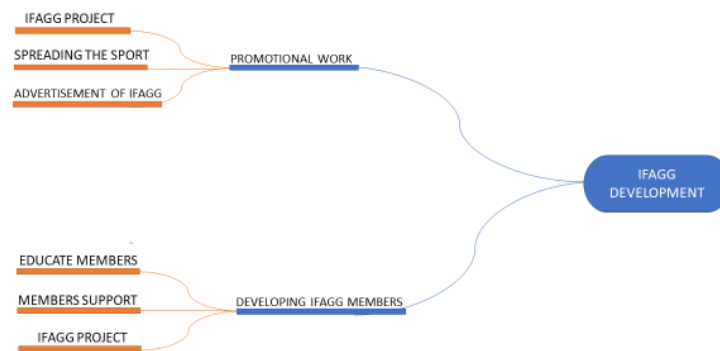 IFAGG PROJECT
SPREADING THE SPORT
ADVERTISEMENT OF IFAGG
PROMOTIONAL WORK
IFAGG
DEVELOPMENT
EDUCATE MEMBERS
MEMBERS SUPPORT
IFAGG PROJECT
DEVELOPING IFAGG MEMBERS